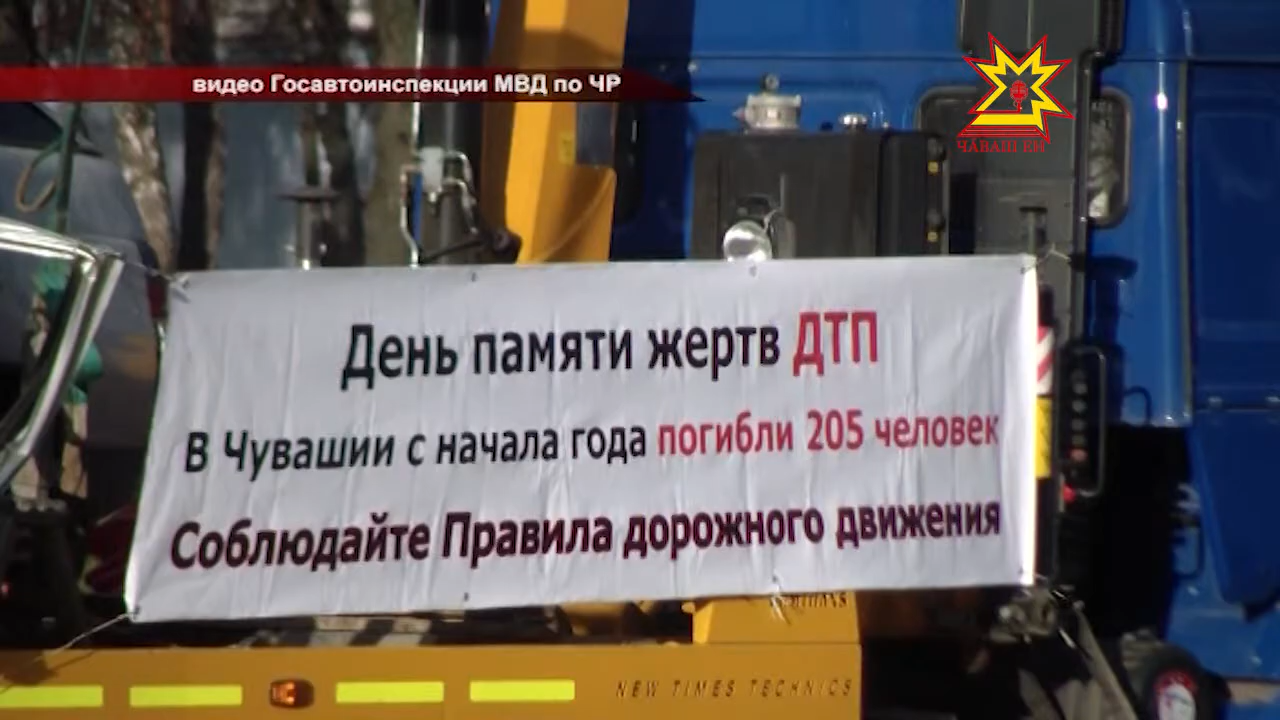 видео Госавтоинспекции МВД по ЧР
ЧĂВАШ ЕН
День памяти жертв ДТП
В Чувашии с начала года погибли 205 человек
Соблюдайте Правила дорожного движения
NEW TIMES TECHNICS